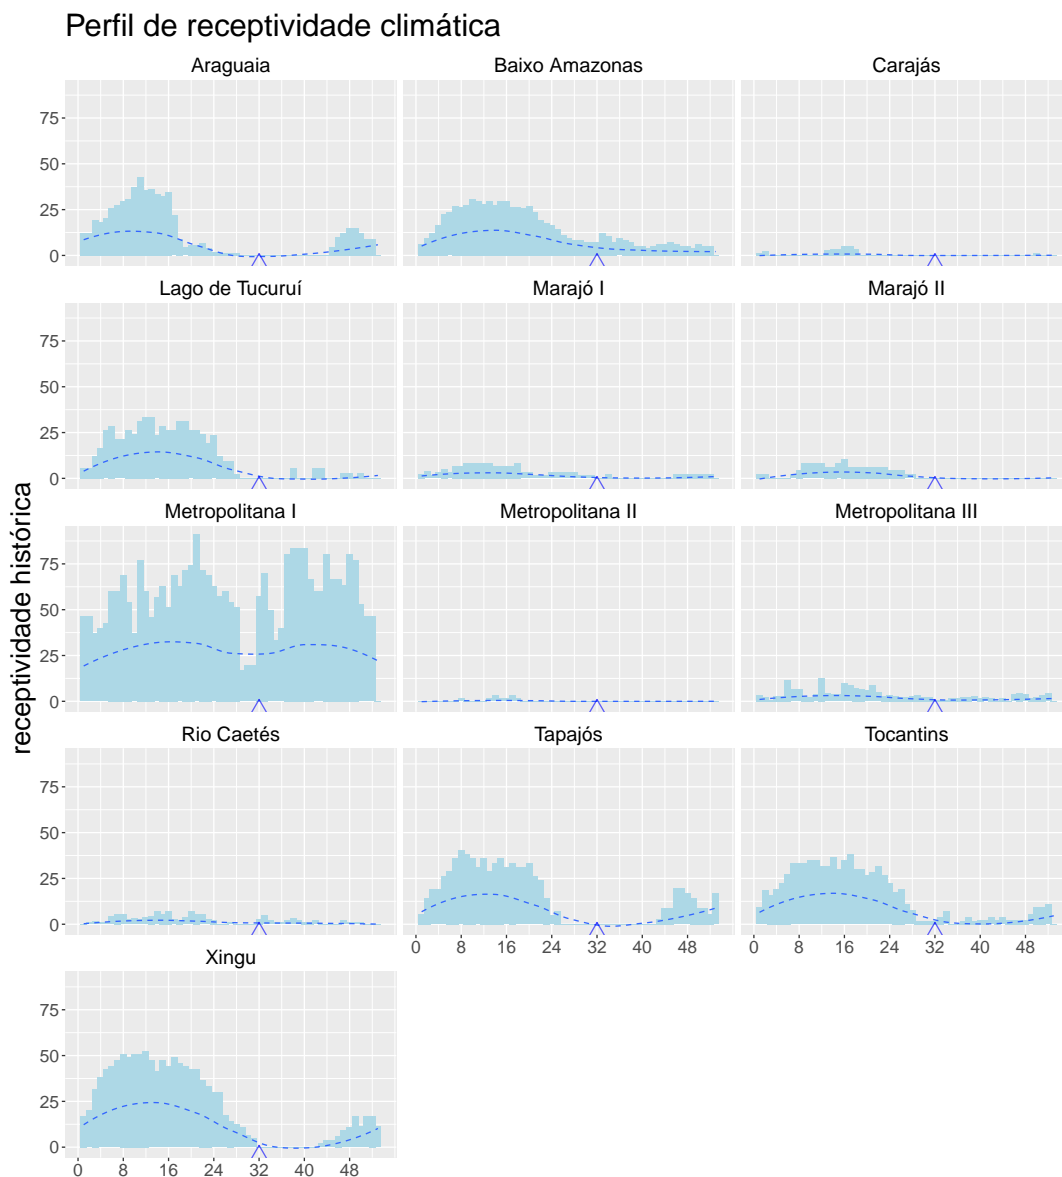 Perfil de receptividade climática
Araguaia
Baixo Amazonas
Carajás
75
50
25
0
Lago de Tucuruí
Marajó I
Marajó II
75
50
25
0
Metropolitana I
Metropolitana II
Metropolitana III
75
50
25
0
receptividade histórica
Rio Caetés
Tapajós
Tocantins
75
50
25
0
0 8 16 24 32 40 48
0 8 16 24 32 40 48
Xingu
75
50
25
0
0 8 16 24 32 40 48